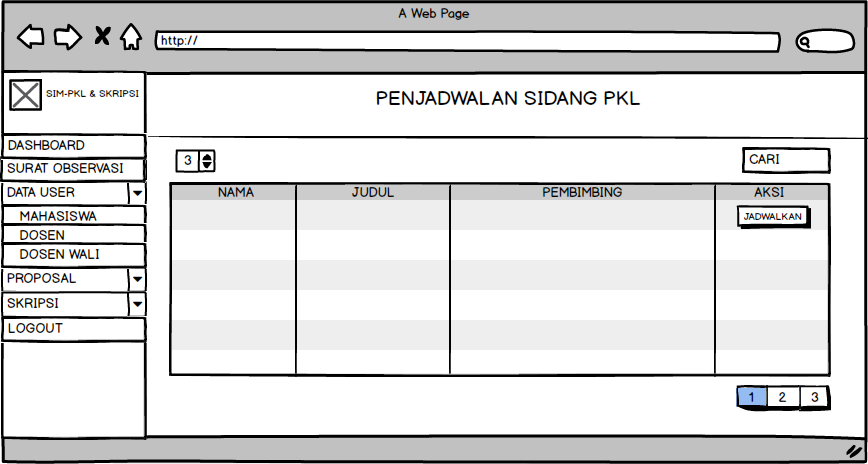 A Web Page
http://
SIM-PKL & SKRIPSI
PENJADWALAN SIDANG PKL
DASHBOARD
SURAT OBSERVASI
DATA USER
MAHASISWA
DOSEN
DOSEN WALI
PROPOSAL
SKRIPSI
LOGOUT
3
CARI
NAMA JUDUL PEMBIMBING AKSI
JADWALKAN
1 2 3